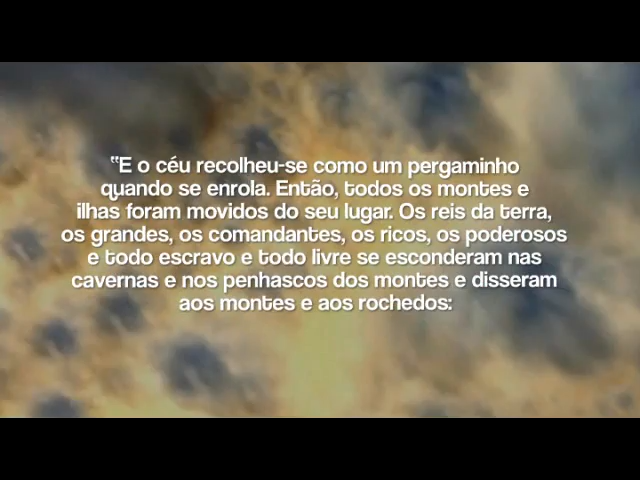 “E o céu recolheu-se como um pergaminho
quando se enrola. Então, todos os montes e
ilhas foram movidos do seu lugar. Os reis da terra,
os grandes, os comandantes, os ricos, os poderosos
e todo escravo e todo livre se esconderam nas
cavernas e nos penhascos dos montes e disseram
aos montes e aos rochedos: